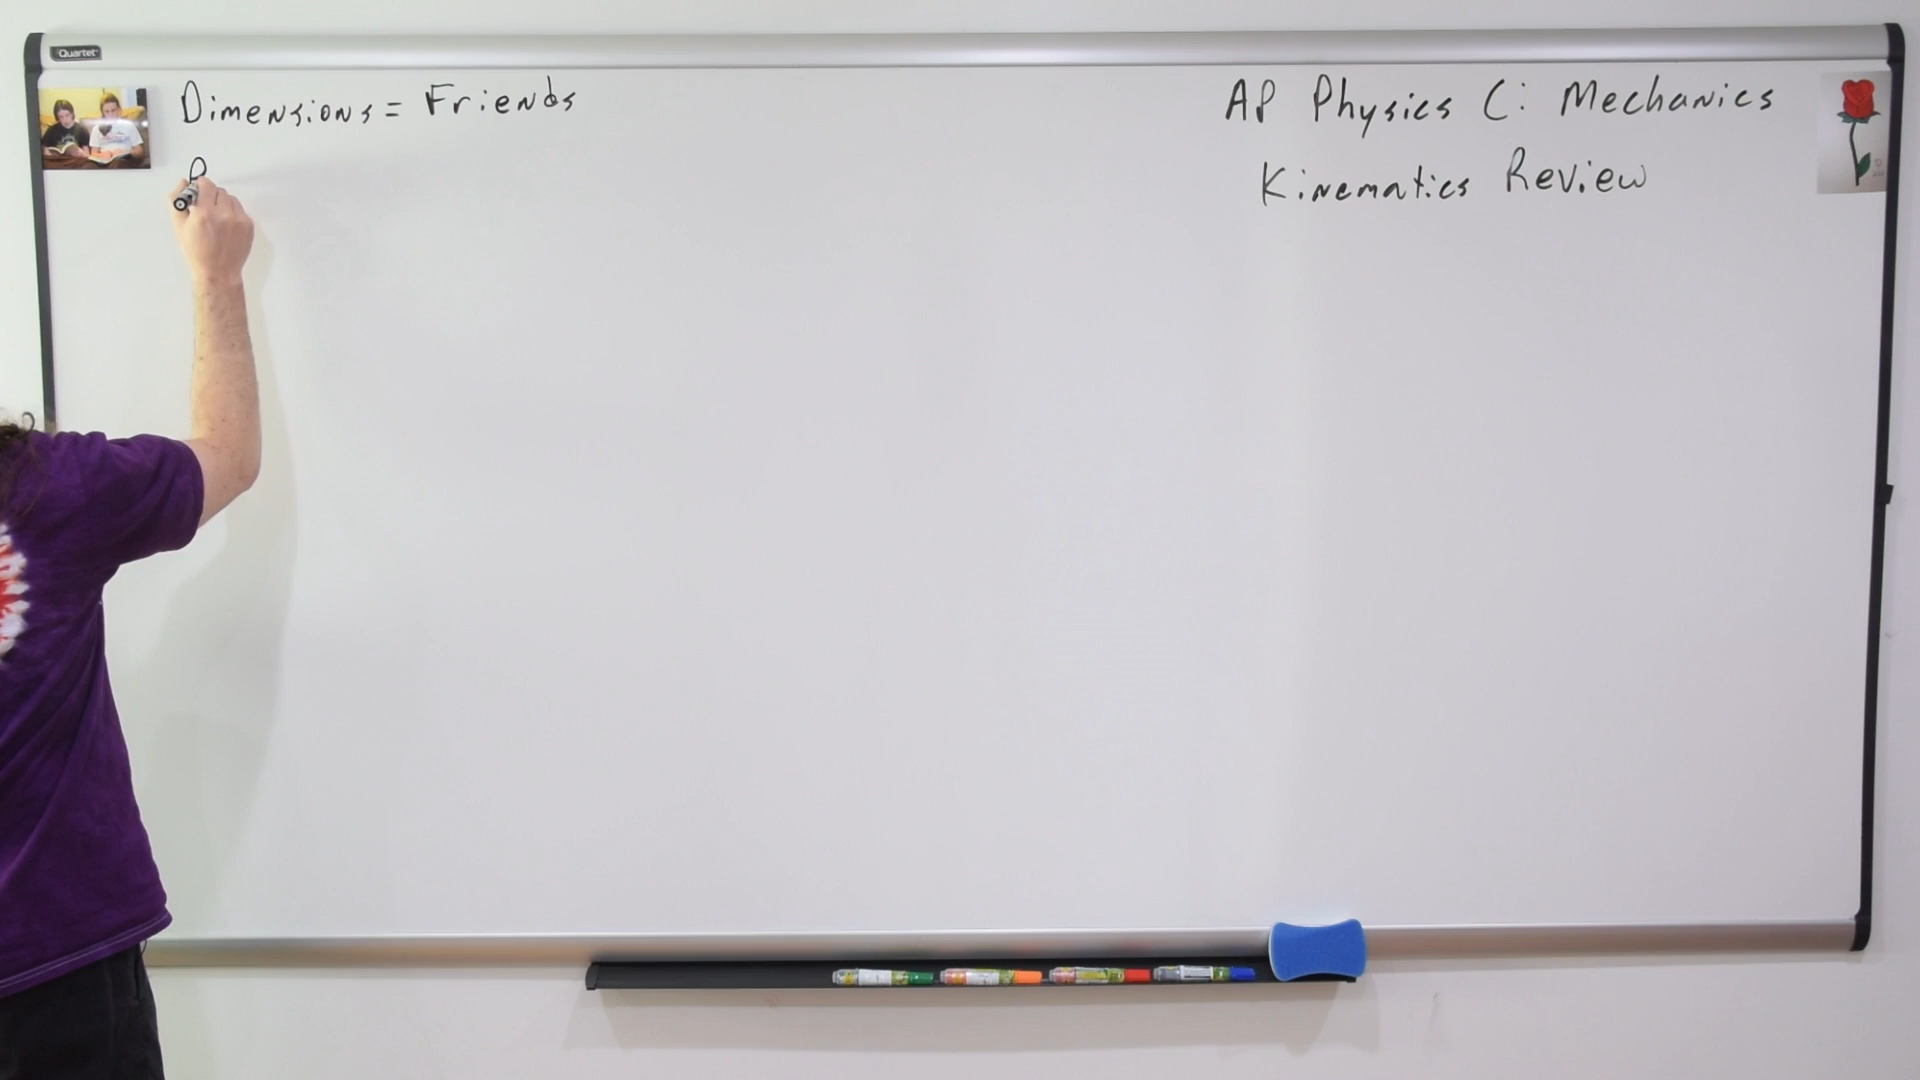 Quartet
Dimensions = Friends
AP Physics C: Mechanics
Kinematics Review